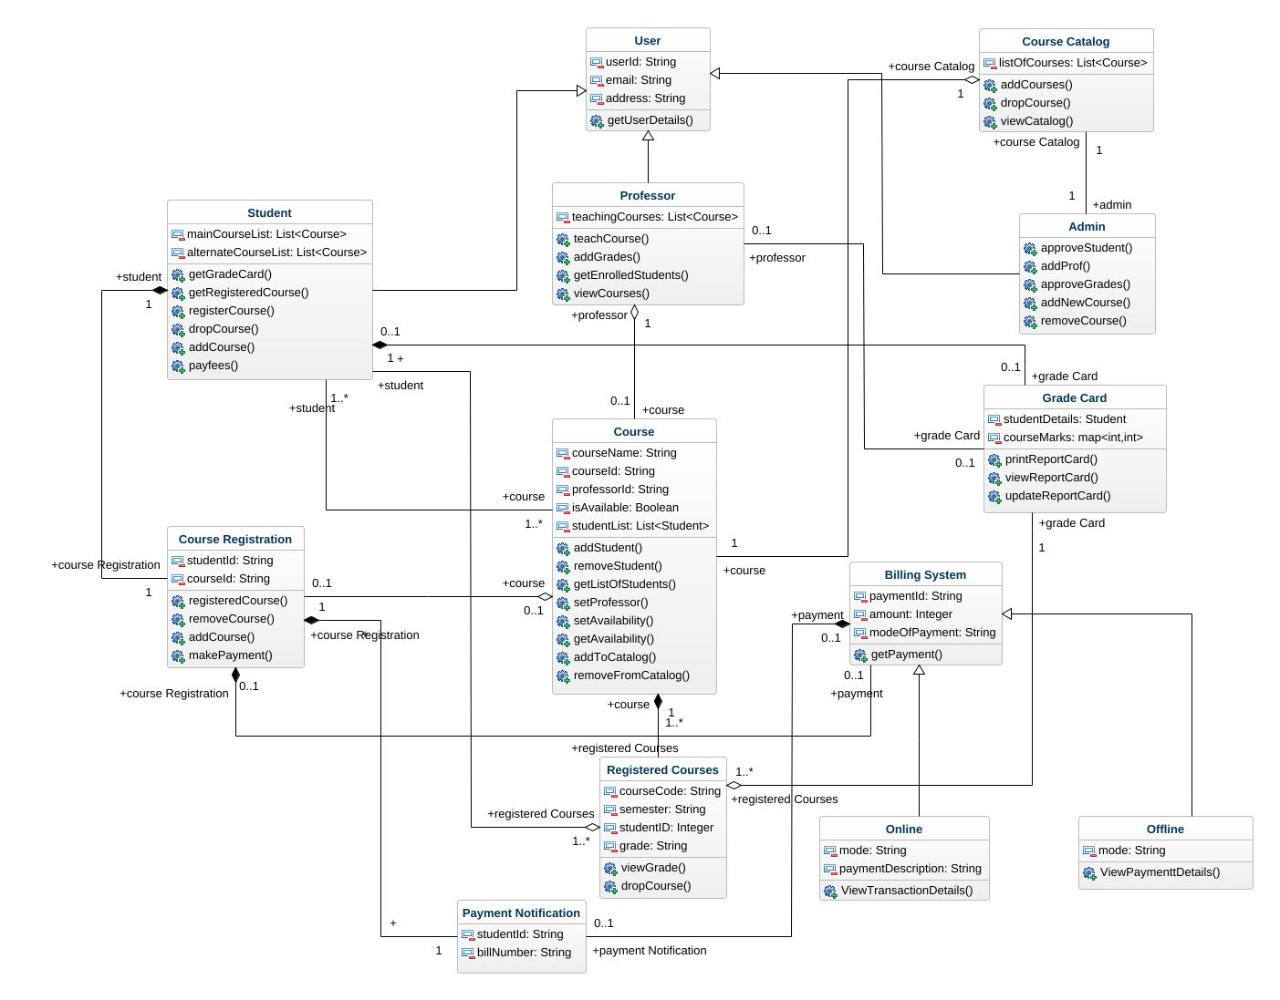 User
userId: String
email: String
address: String
getUserDetails()
Course Catalog
listOfCourses: List<Course>
addCourses()
dropCourse()
viewCatalog()
+course Catalog
1
+course Catalog
1
1
+admin
Admin
approveStudent()
addProf()
approveGrades()
addNewCourse()
removeCourse()
Professor
teachingCourses: List<Course>
teachCourse()
addGrades()
getEnrolledStudents()
viewCourses()
0..1
+professor
+professor
1
Student
mainCourseList: List<Course>
alternateCourseList: List<Course>
getGradeCard()
getRegisteredCourse()
registerCourse()
dropCourse()
addCourse()
payfees()
+student
1
0..1
1 +
+student
1..*
+student
0..1
+course
0..1
+grade Card
Grade Card
studentDetails: Student
courseMarks: map<int,int>
printReportCard()
viewReportCard()
updateReportCard()
+grade Card
0..1
+grade Card
1
Course
courseName: String
courseId: String
professorId: String
isAvailable: Boolean
studentList: List<Student>
addStudent()
removeStudent()
getListOfStudents()
setProfessor()
setAvailability()
getAvailability()
addToCatalog()
removeFromCatalog()
+course
1..*
1
+course
+course
0..1
+course
1
1..*
+registered Courses
Course Registration
studentId: String
courseId: String
registeredCourse()
removeCourse()
addCourse()
makePayment()
+course Registration
1
0..1
1
+course Registration
*
+course Registration
0..1
Billing System
paymentId: String
amount: Integer
modeOfPayment: String
getPayment()
+payment
0..1
0..1
+payment
Registered Courses
courseCode: String
semester: String
studentID: Integer
grade: String
viewGrade()
dropCourse()
1..*
+registered Courses
+registered Courses
1..*
Online
mode: String
paymentDescription: String
ViewTransactionDetails()
Offline
mode: String
ViewPaymenttDetails()
Payment Notification
studentId: String
billNumber: String
+
1
0..1
+payment Notification